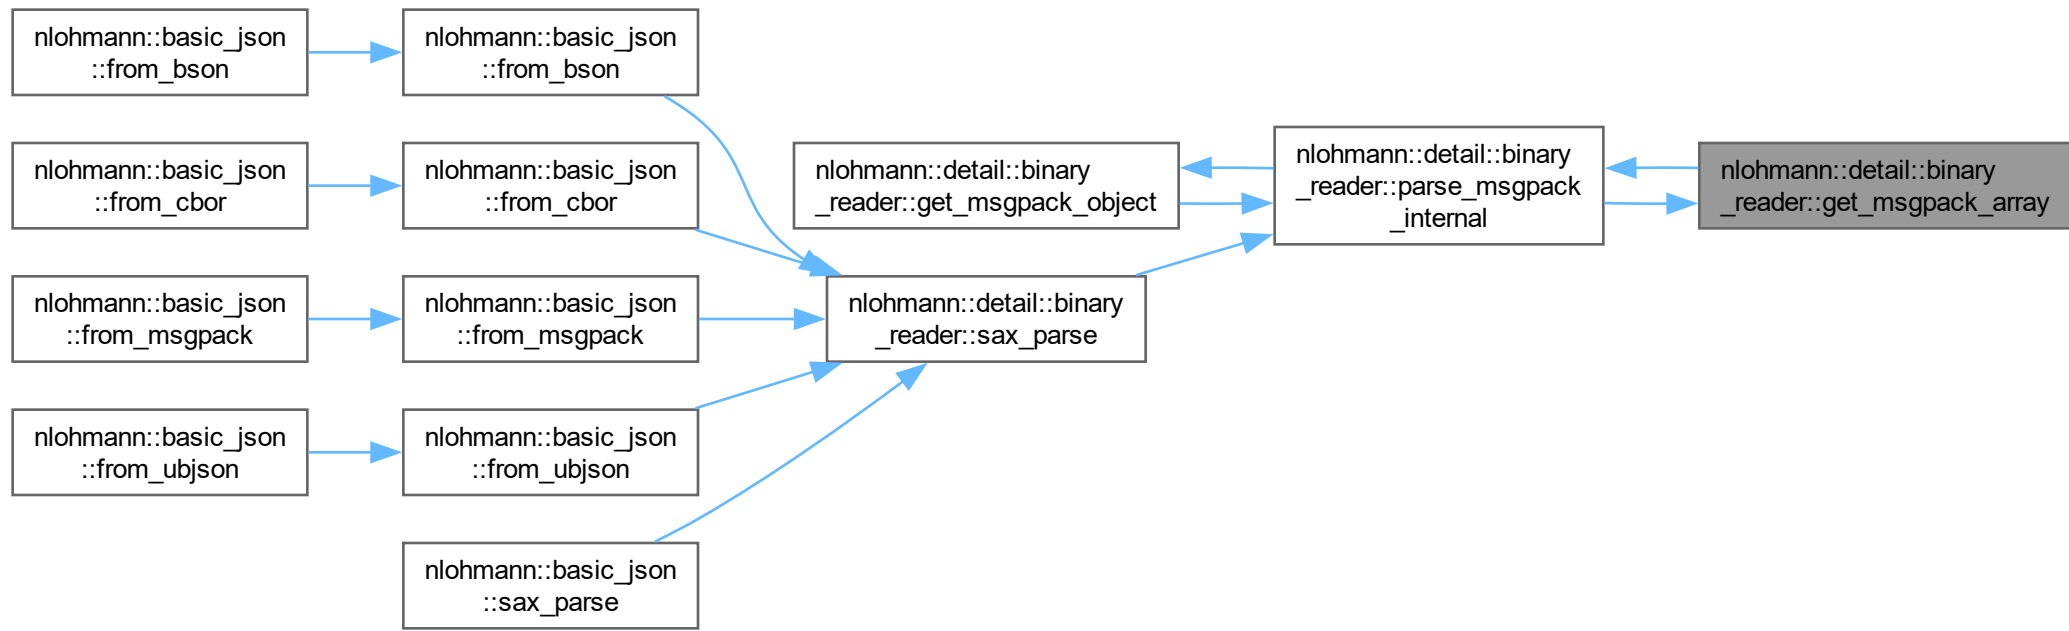 nlohmann::basic_json
::from_bson
nlohmann::basic_json
::from_bson
nlohmann::basic_json
::from_cbor
nlohmann::basic_json
::from_cbor
nlohmann::detail::binary
_reader::get_msgpack_object
nlohmann::detail::binary
_reader::parse_msgpack
_internal
nlohmann::detail::binary
_reader::get_msgpack_array
nlohmann::basic_json
::from_msgpack
nlohmann::basic_json
::from_msgpack
nlohmann::detail::binary
_reader::sax_parse
nlohmann::basic_json
::from_ubjson
nlohmann::basic_json
::from_ubjson
nlohmann::basic_json
::sax_parse